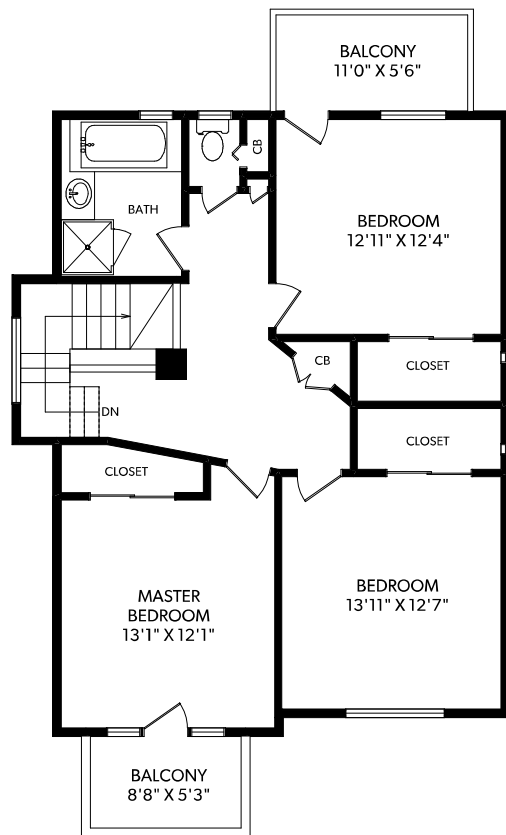 BALCONY
11'0" X 5'6"
CB
BATH
BEDROOM
12'11" X 12'4"
CB
CLOSET
DN
CLOSET
CLOSET
MASTER
BEDROOM
13'1" X 12'1"
BEDROOM
13'11" X 12'7"
BALCONY
8'8" X 5'3"